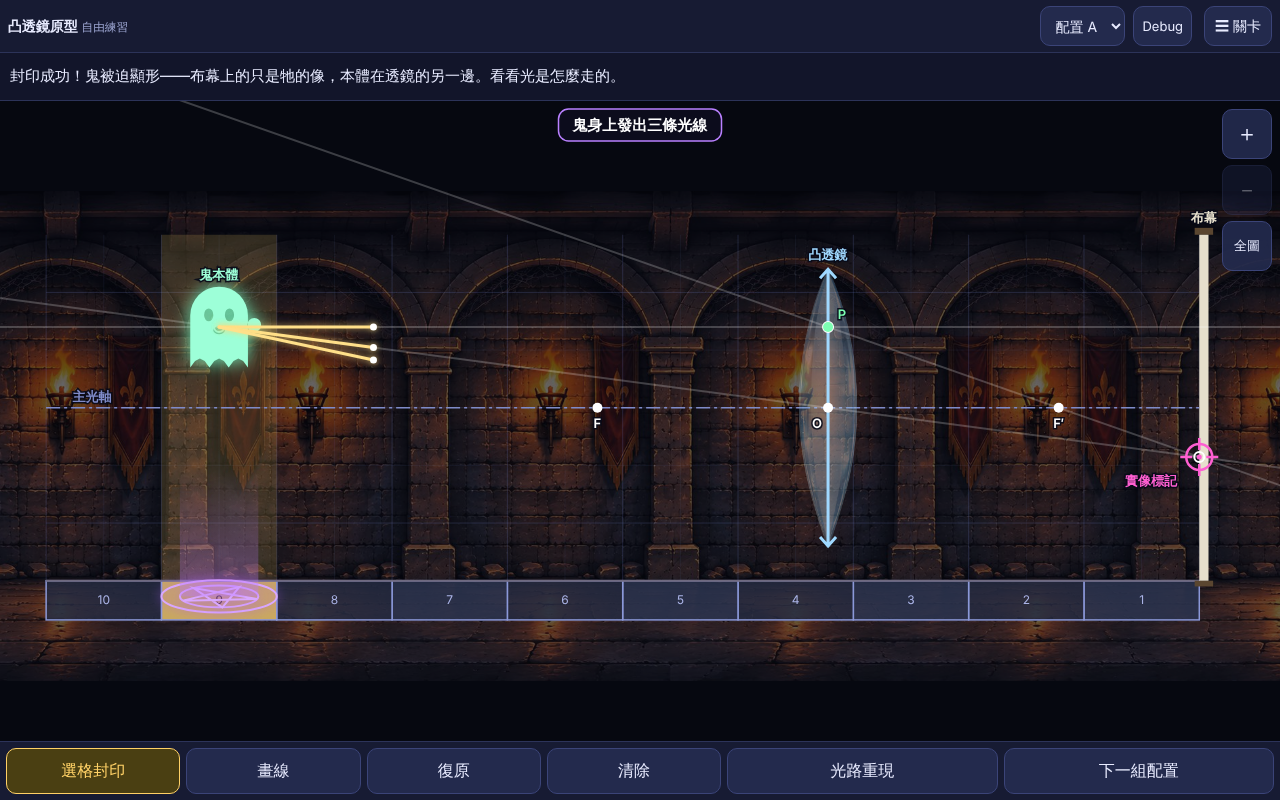 凸透鏡原型 自由練習
配置 A
Debug
☰ 關卡
封印成功！鬼被迫顯形——布幕上的只是牠的像，本體在透鏡的另一邊。看看光是怎麼走的。
鬼身上發出三條光線
+
−
全圖
布幕
凸透鏡
鬼本體
P
主光軸
F
O
F′
實像標記
10
9
8
7
6
5
4
3
2
1
選格封印
畫線
復原
清除
光路重現
下一組配置